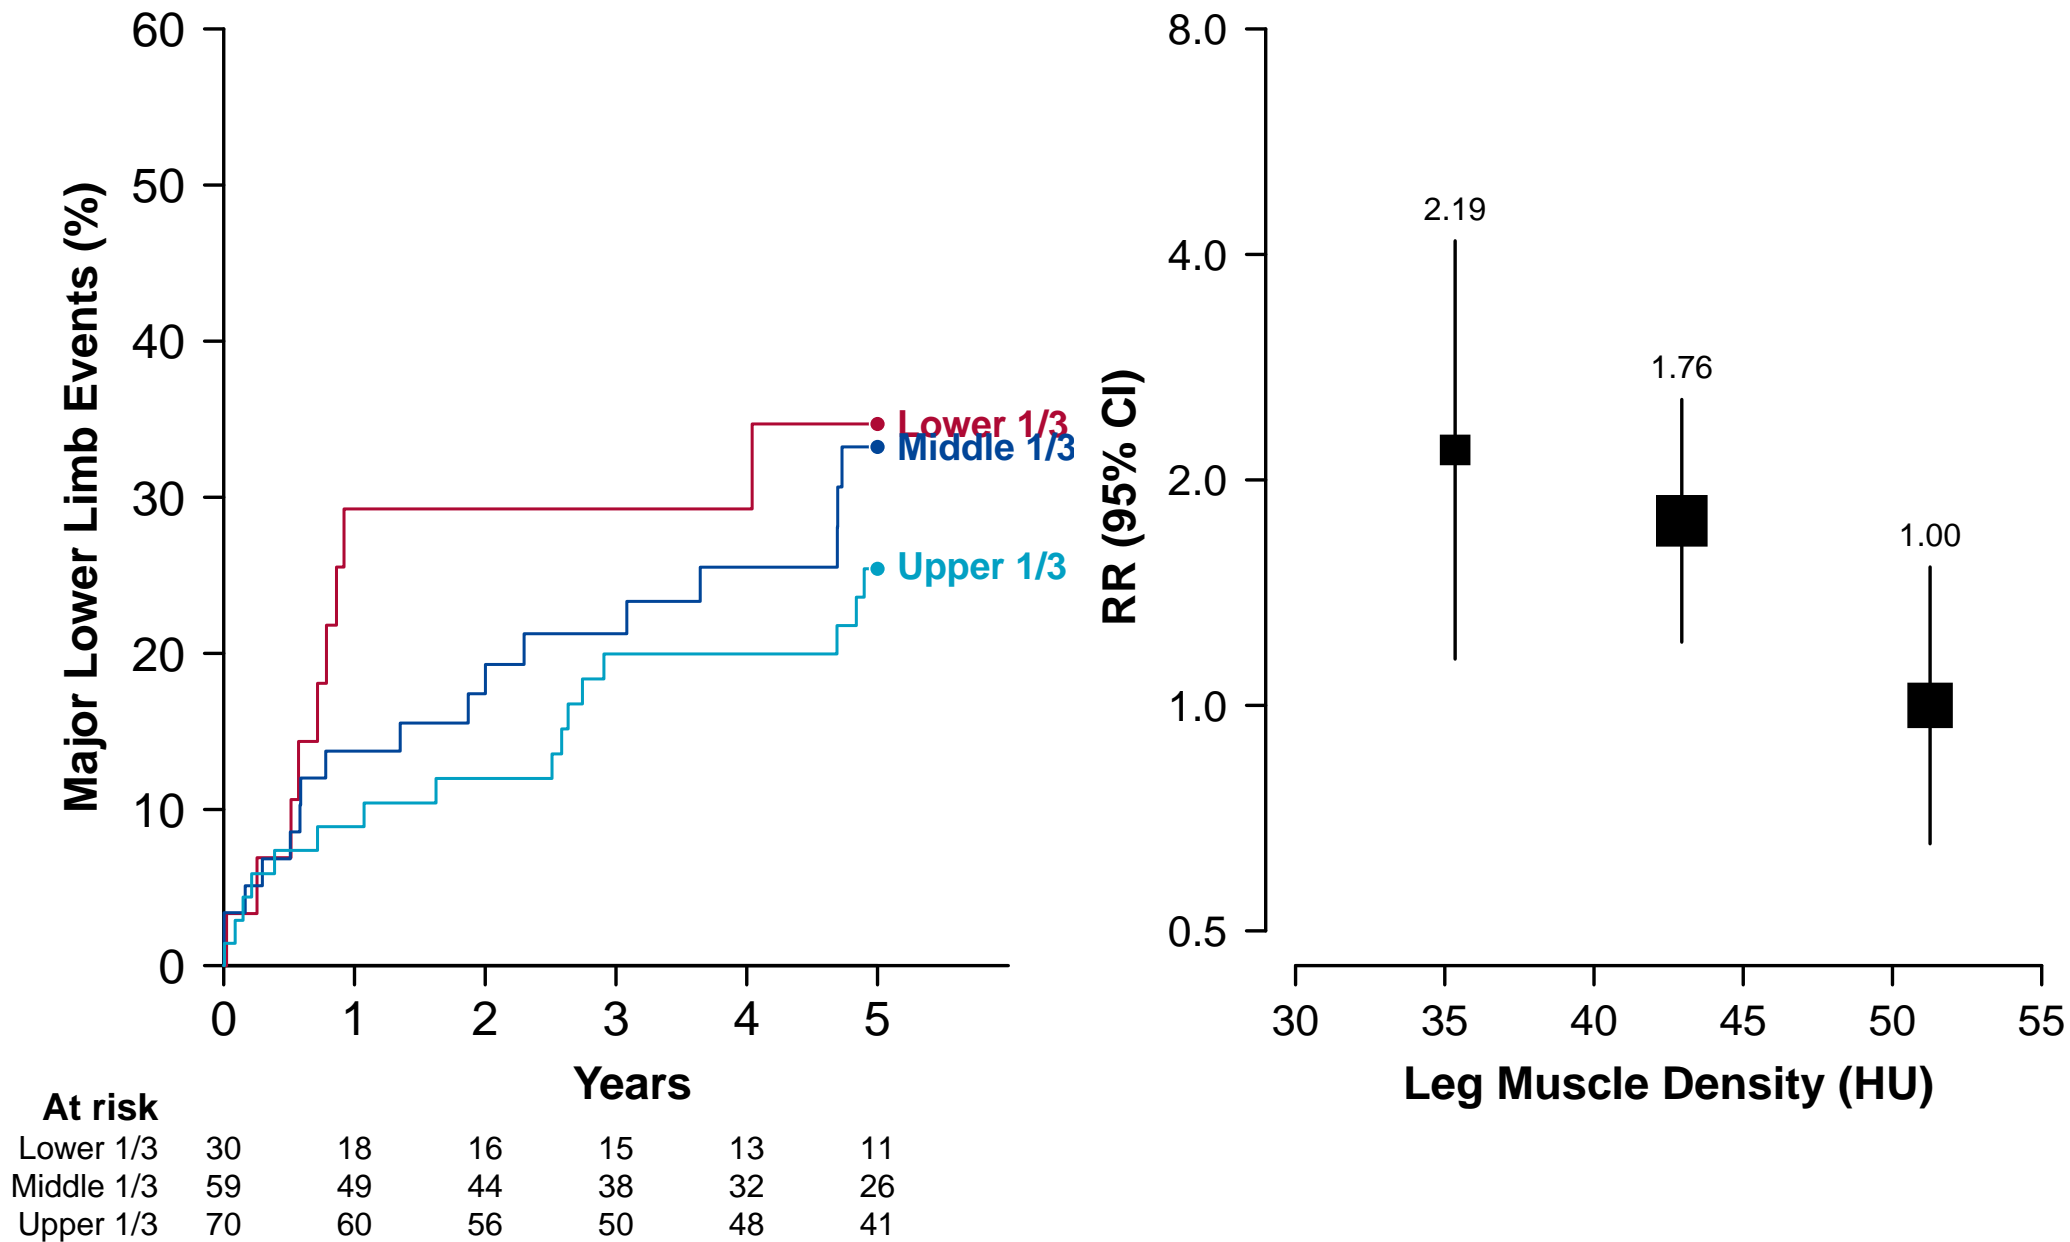 Major Lower Limb Events (%)
60
50
40
30
20
10
0
0 1 2 3 4 5
Years
Lower 1/3
Middle 1/3
Upper 1/3
At risk
Lower 1/3 30 18 16 15 13 11
Middle 1/3 59 49 44 38 32 26
Upper 1/3 70 60 56 50 48 41
RR (95% CI)
8.0
4.0
2.0
1.0
0.5
2.19
1.76
1.00
30 35 40 45 50 55
Leg Muscle Density (HU)